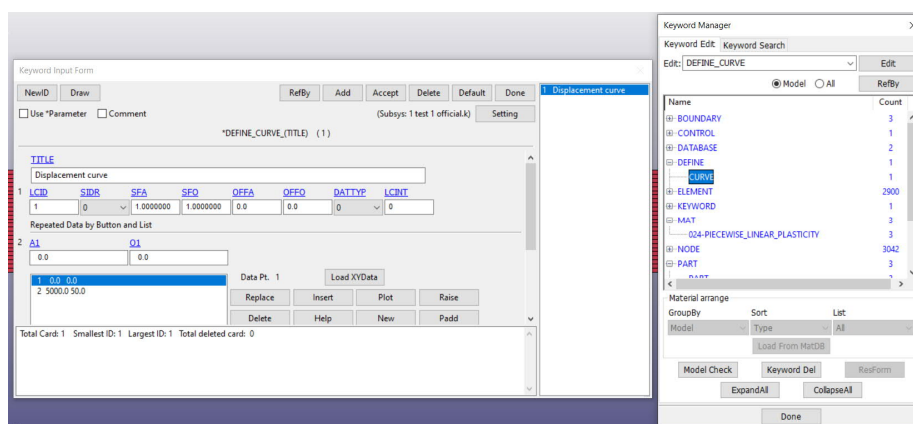 Keyword Input Form
NewID Draw RefBy Add Accept Delete Default Done
Use *Parameter Comment (Subsys: 1 test 1 official.k) Setting
*DEFINE_CURVE_(TITLE) (1)
TITLE
Displacement curve
1 LCID SIDR SFA SFO OFFA OFFO DATTYP LCINT
1 0 1.0000000 1.0000000 0.0 0.0 0 0
Repeated Data by Button and List
2 A1 O1
0.0 0.0
1 0.0 0.0
2 5000.0 50.0
Data Pt. 1 Load XYData
Replace Insert Plot Raise
Delete Help New Padd
Total Card: 1 Smallest ID: 1 Largest ID: 1 Total deleted card: 0
1 Displacement curve
Keyword Manager
Keyword Edit Keyword Search
Edit: DEFINE_CURVE Edit
Model All RefBy
Name Count
BOUNDARY 3
CONTROL 1
DATABASE 2
DEFINE 1
CURVE 1
ELEMENT 2900
KEYWORD 1
MAT 3
024-PIECEWISE_LINEAR_PLASTICITY 3
NODE 3042
PART 3
PART
Material arrange
GroupBy Sort List
Model Type All
Load From MatDB
Model Check Keyword Del ResForm
ExpandAll CollapseAll
Done